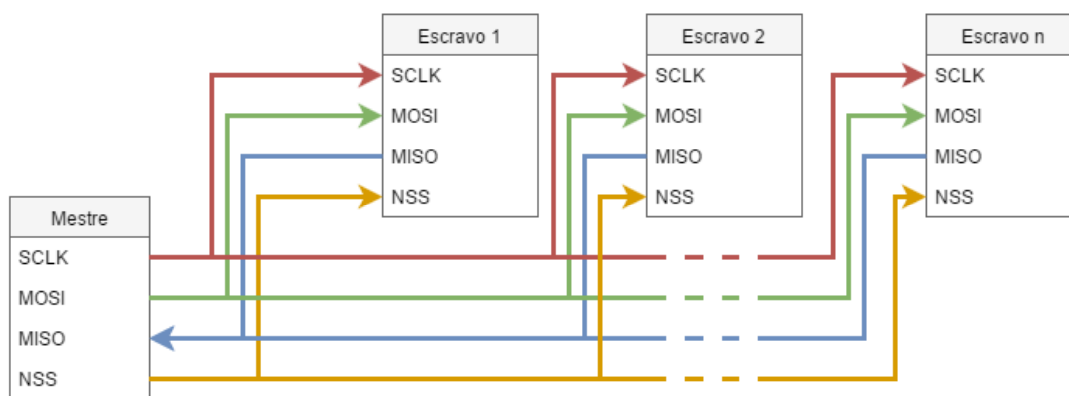 Escravo 1
SCLK
MOSI
MISO
NSS
Escravo 2
SCLK
MOSI
MISO
NSS
Escravo n
SCLK
MOSI
MISO
NSS
Mestre
SCLK
MOSI
MISO
NSS